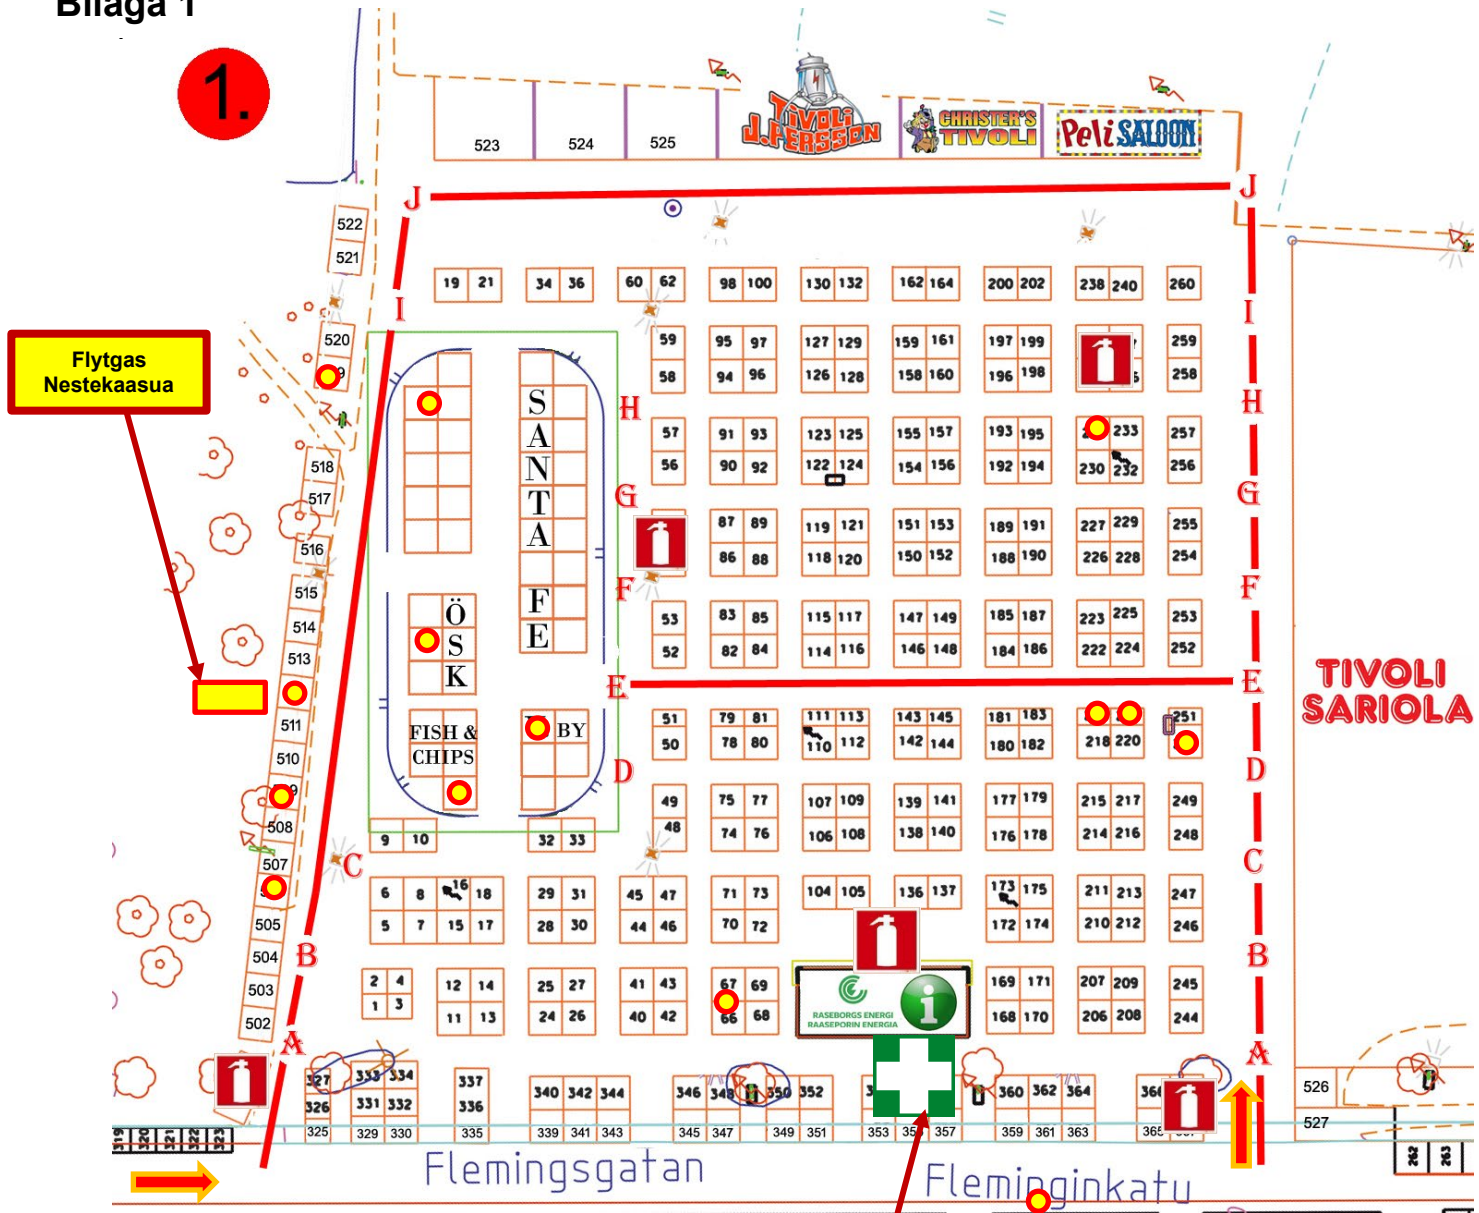 Bilaga 1
1.
523 524 525
TIVOLI
J.PERSSON
CHRISTER'S
TIVOLI
Peli SALOON
J J
522
521
19 21 34 36 60 62 98 100 130 132 162 164 200 202 238 240 260
I I
520
59 95 97 127 129 159 161 197 199 259
58 94 96 126 128 158 160 196 198 258
Flytgas
Nestekaasua
H H
SANTA FE
57 91 93 123 125 155 157 193 195 233 257
56 90 92 122 124 154 156 192 194 230 232 256
518
517
G G
516
87 89 119 121 151 153 189 191 227 229 255
86 88 118 120 150 152 188 190 226 228 254
F F
515
514
513
ÖSK
53 83 85 115 117 147 149 185 187 223 225 253
52 82 84 114 116 146 148 184 186 222 224 252
E E
TIVOLI
SARIOLA
511
510
FISH &
CHIPS
BY
51 79 81 111 113 143 145 181 183 251
50 78 80 110 112 142 144 180 182 218 220
D D
49 75 77 107 109 139 141 177 179 215 217 249
48 74 76 106 108 138 140 176 178 214 216 248
508
507
9 10 32 33
C C
6 8 16 18 29 31 45 47 71 73 104 105 136 137 173 175 211 213 247
5 7 15 17 28 30 44 46 70 72 172 174 210 212 246
505
504
503
502
B B
2 4 12 14 25 27 41 43 67 69 169 171 207 209 245
1 3 11 13 24 26 40 42 66 68 168 170 206 208 244
i
RASEBORGS ENERGI
RAASEPORIN ENERGIA
A A
327 333 334 337 340 342 344 346 348 350 352 360 362 364 366
326 331 332 336
325 329 330 335 339 341 343 345 347 349 351 353 355 357 359 361 363 365 367
526
527
319 320 321 322 323
262 263
Flemingsgatan Fleminginkatu